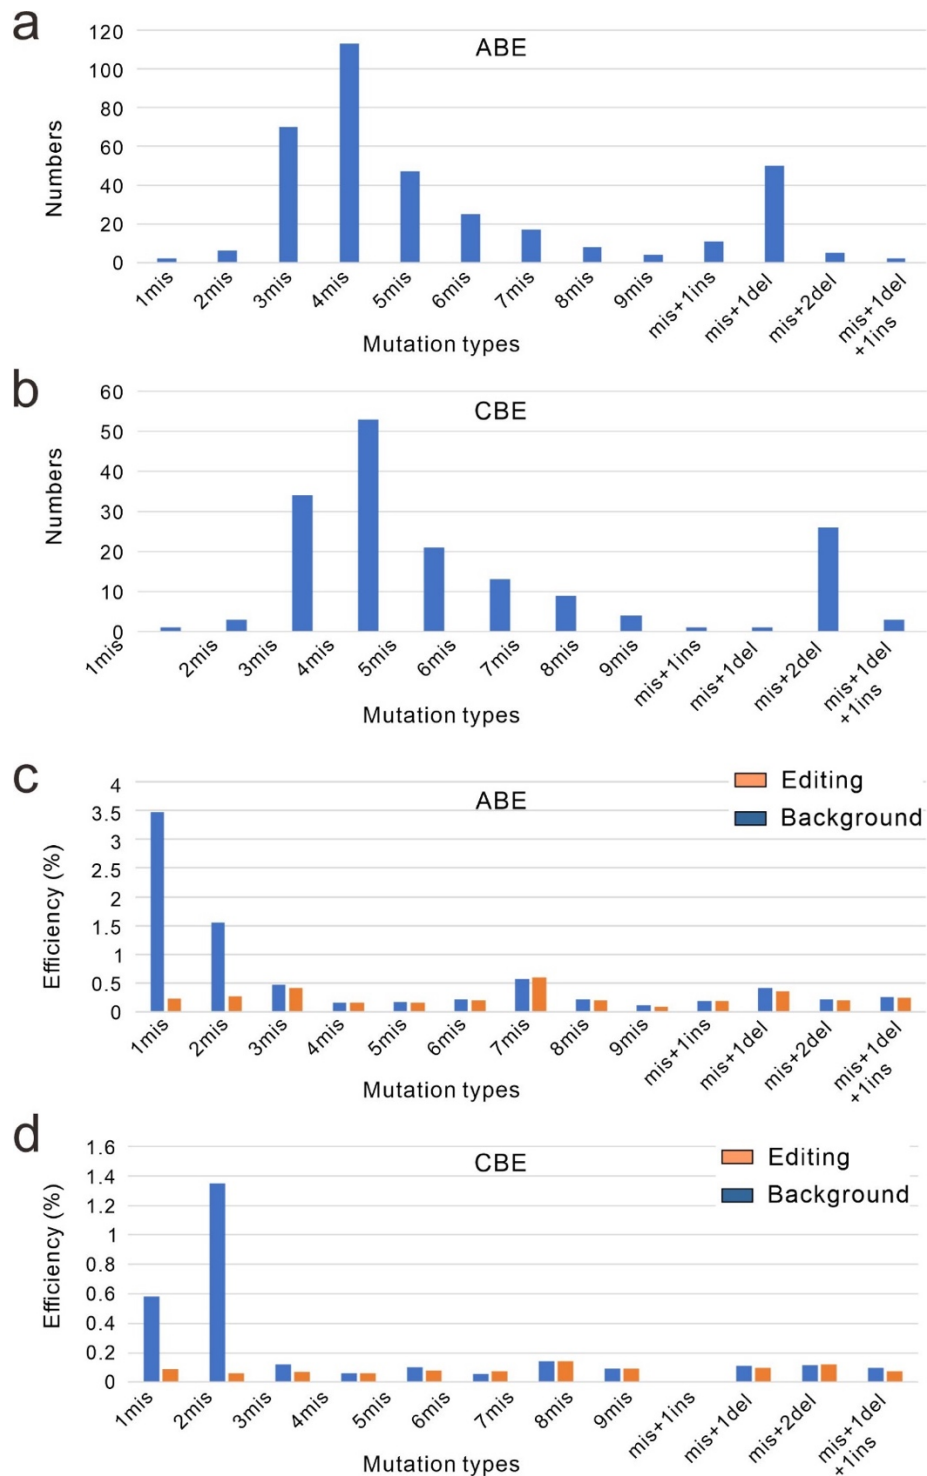 a
ABE
120
100
80
60
40
20
0
Numbers
1mis
2mis
3mis
4mis
5mis
6mis
7mis
8mis
9mis
mis+1ins
mis+1del
mis+2del
mis+1del
+1ins
Mutation types
b
CBE
60
50
40
30
20
10
0
Numbers
1mis
2mis
3mis
4mis
5mis
6mis
7mis
8mis
9mis
mis+1ins
mis+1del
mis+2del
mis+1del
+1ins
Mutation types
c
ABE
Editing
Background
4
3.5
3
2.5
2
1.5
1
0.5
0
Efficiency (%)
1mis
2mis
3mis
4mis
5mis
6mis
7mis
8mis
9mis
mis+1ins
mis+1del
mis+2del
mis+1del
+1ins
Mutation types
d
CBE
Editing
Background
1.6
1.4
1.2
1
0.8
0.6
0.4
0.2
0
Efficiency (%)
1mis
2mis
3mis
4mis
5mis
6mis
7mis
8mis
9mis
mis+1ins
mis+1del
mis+2del
mis+1del
+1ins
Mutation types